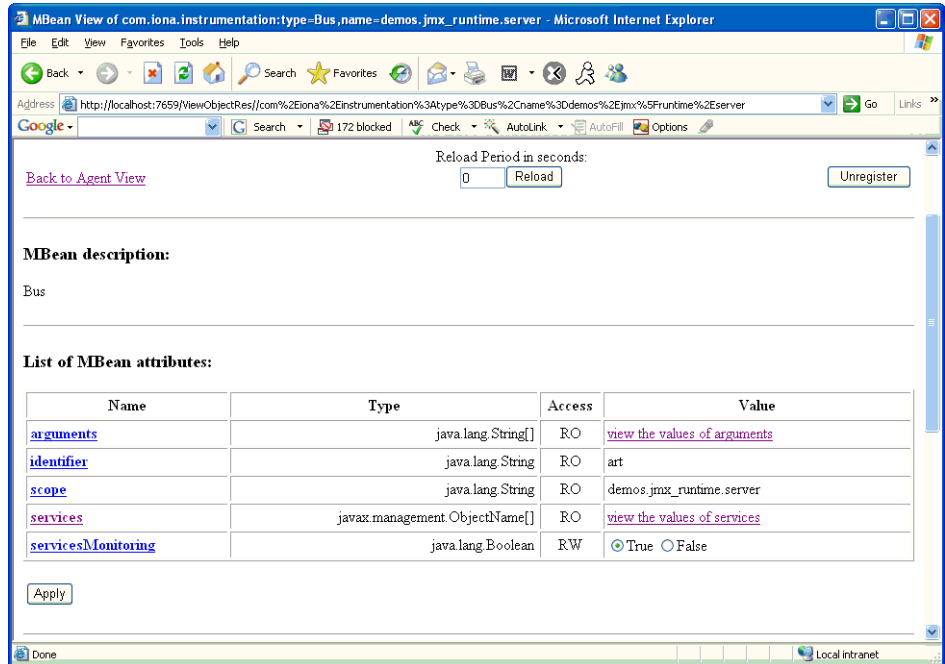 MBean View of com.iona.instrumentation:type=Bus,name=demos.jmx_runtime.server - Microsoft Internet Explorer
File Edit View Favorites Tools Help
Back Search Favorites
Address http://localhost:7659/ViewObjectRes//com%2Eiona%2Einstrumentation%3Atype%3DBus%2Cname%3Ddemos%2Ejmx%5Fruntime%2Eserver Go Links »
Google G Search 172 blocked ABC Check AutoLink AutoFill Options
Reload Period in seconds:
Back to Agent View 0 Reload Unregister
MBean description:
Bus
List of MBean attributes:
Name Type Access Value
arguments java.lang.String[] RO view the values of arguments
identifier java.lang.String RO art
scope java.lang.String RO demos.jmx_runtime.server
services javax.management.ObjectName[] RO view the values of services
servicesMonitoring java.lang.Boolean RW True False
Apply
Done Local intranet